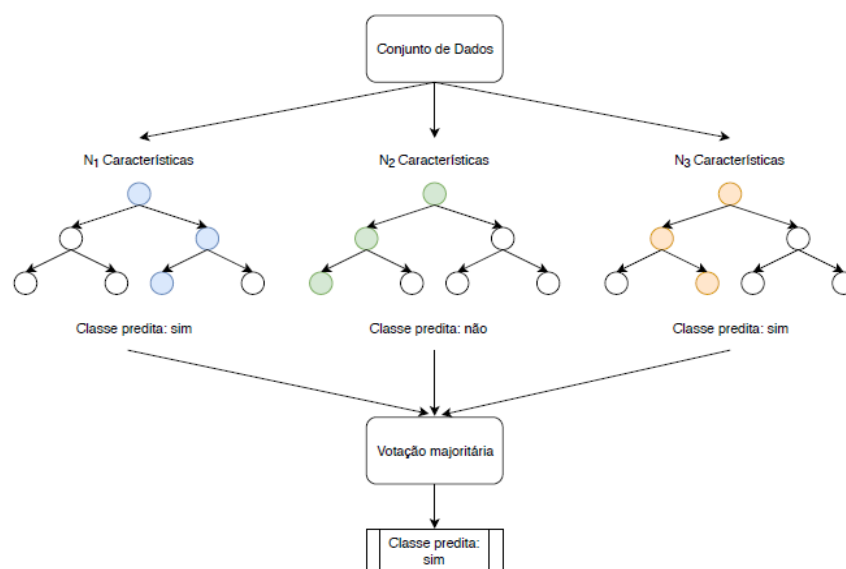 Conjunto de Dados
N1 Características
N2 Características
N3 Características
Classe predita: sim
Classe predita: não
Classe predita: sim
Votação majoritária
Classe predita:
sim